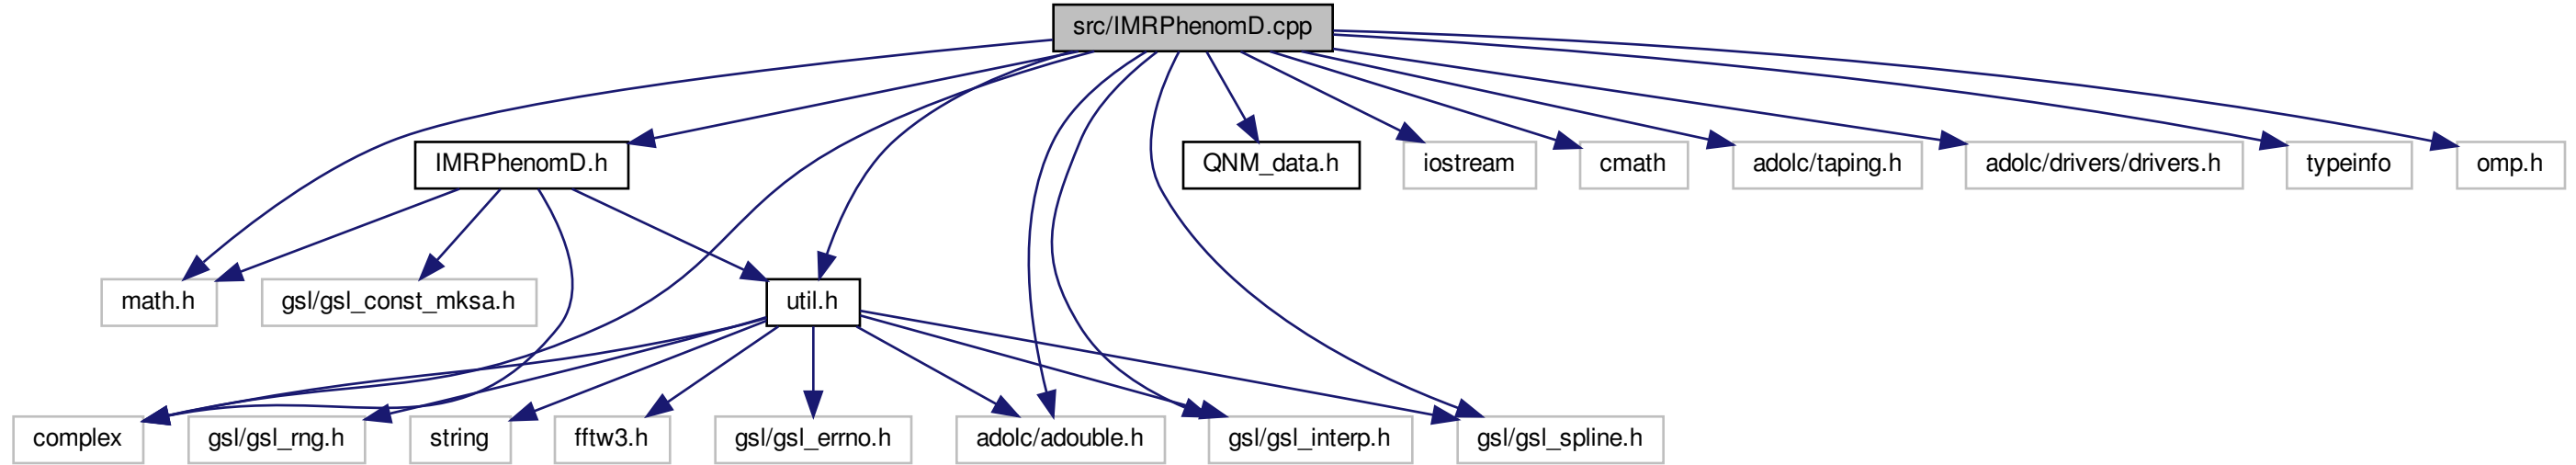 src/IMRPhenomD.cpp
IMRPhenomD.h
QNM_data.h
iostream
cmath
adolc/taping.h
adolc/drivers/drivers.h
typeinfo
omp.h
math.h
gsl/gsl_const_mksa.h
util.h
complex
gsl/gsl_rng.h
string
fftw3.h
gsl/gsl_errno.h
adolc/adouble.h
gsl/gsl_interp.h
gsl/gsl_spline.h